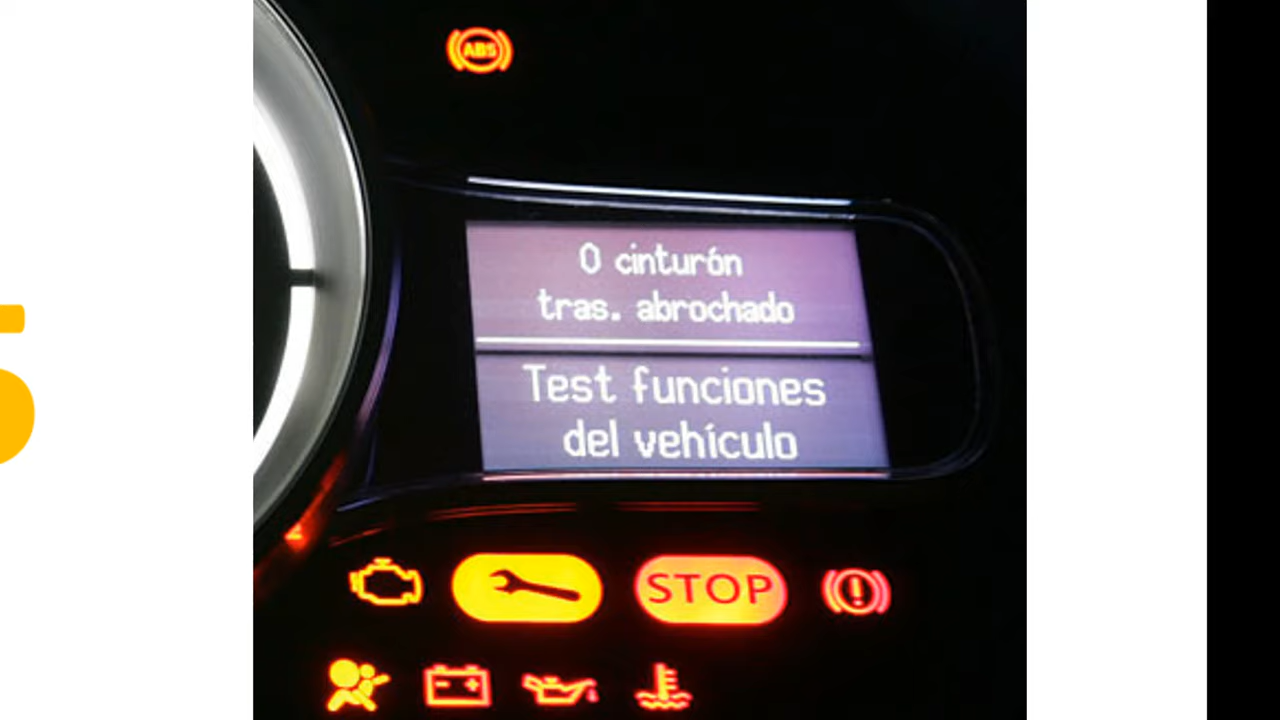 ABS
0 cinturón
tras. abrochado
Test funciones
del vehículo
STOP